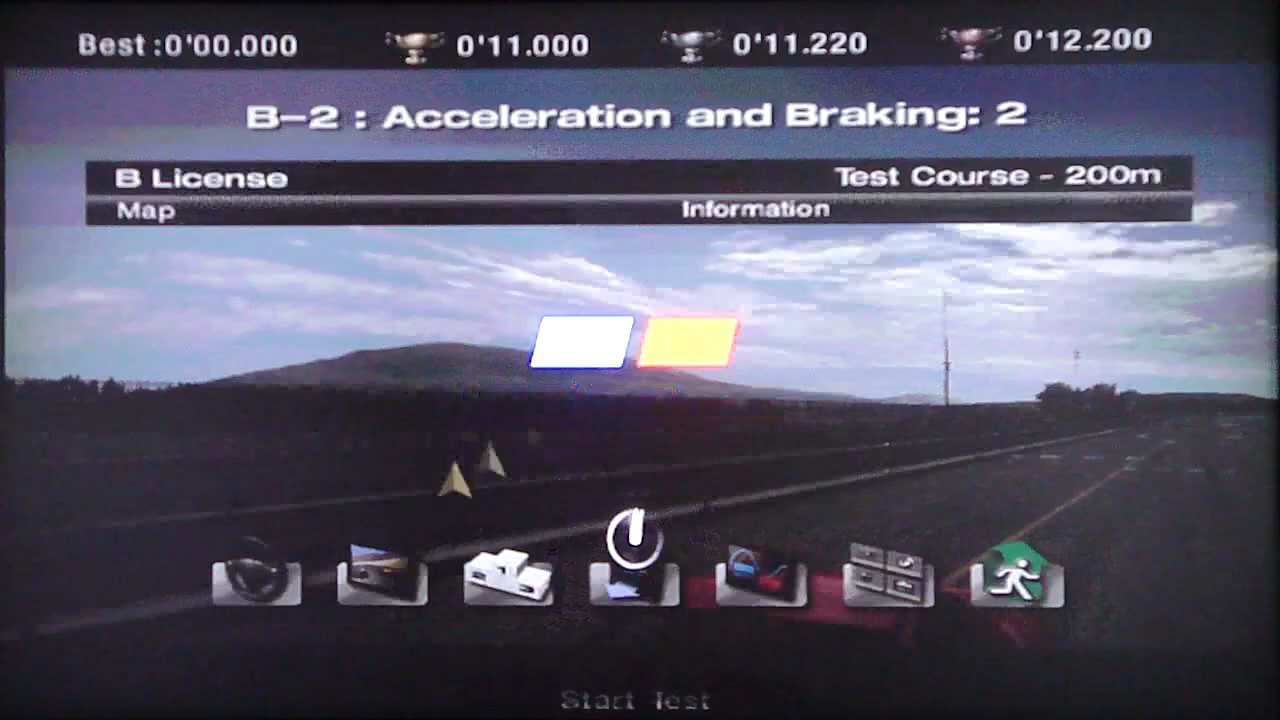 Best :0'00.000 0'11.000 0'11.220 0'12.200
B-2 : Acceleration and Braking: 2
B License Test Course - 200m
Map Information
Start Test